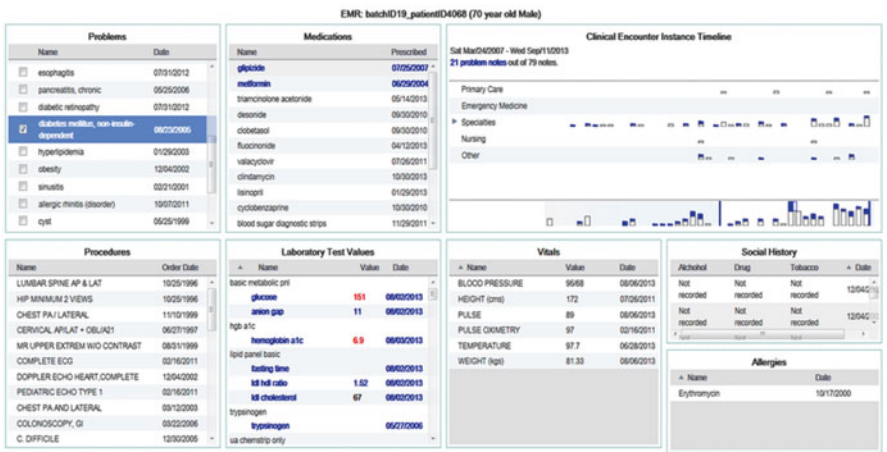 EMR: batchID19_patientID4068 (70 year old Male)
Problems
Name Date
esophagitis 07/31/2012
pancreatitis, chronic 05/25/2006
diabetic retinopathy 07/31/2012
diabetes mellitus, non-insulin-
dependent 08/23/2005
hyperlipidemia 01/29/2003
obesity 12/04/2002
sinusitis 02/21/2001
allergic rhinitis (disorder) 10/07/2011
cyst 05/25/1999
Medications
Name Prescribed
glipizide 07/25/2007
metformin 06/29/2004
triamcinolone acetonide 05/14/2013
desonide 09/30/2010
clobetasol 09/30/2010
fluocinonide 04/12/2013
valacyclovir 07/26/2011
clindamycin 10/30/2013
lisinopril 01/29/2013
cyclobenzaprine 10/30/2010
blood sugar diagnostic strips 11/29/2011
Clinical Encounter Instance Timeline
Sat Mar/24/2007 - Wed Sep/11/2013
21 problem notes out of 79 notes.
Primary Care
Emergency Medicine
Specialties
Nursing
Other
Procedures
Name Order Date
LUMBAR SPINE AP & LAT 10/25/1996
HIP MINIMUM 2 VIEWS 10/25/1996
CHEST PA / LATERAL 11/10/1999
CERVICAL AP/LAT + OBL/A21 06/27/1997
MR UPPER EXTREM W/O CONTRAST 08/31/1999
COMPLETE ECG 02/16/2011
DOPPLER ECHO HEART,COMPLETE 12/04/2002
PEDIATRIC ECHO TYPE 1 02/16/2011
CHEST PA AND LATERAL 03/12/2003
COLONOSCOPY, GI 03/22/2006
C. DIFFICILE 12/30/2005
Laboratory Test Values
Name Value Date
basic metabolic pnl
glucose 151 08/02/2013
anion gap 11 08/02/2013
hgb a1c
hemoglobin a1c 6.9 08/03/2013
lipid panel basic
fasting time 08/02/2013
ldl hdl ratio 1.52 08/02/2013
ldl cholesterol 67 08/02/2013
trypsinogen
trypsinogen 05/27/2006
ua chemstrip only
Vitals
Name Value Date
BLOOD PRESSURE 95/68 08/06/2013
HEIGHT (cms) 172 07/26/2011
PULSE 89 08/06/2013
PULSE OXIMETRY 97 02/16/2011
TEMPERATURE 97.7 06/28/2013
WEIGHT (kgs) 81.33 08/06/2013
Social History
Alchohol Drug Tobacco Date
Not Not Not
recorded recorded recorded
Not Not Not
recorded recorded recorded
Allergies
Name Date
Erythromycin 10/17/2000